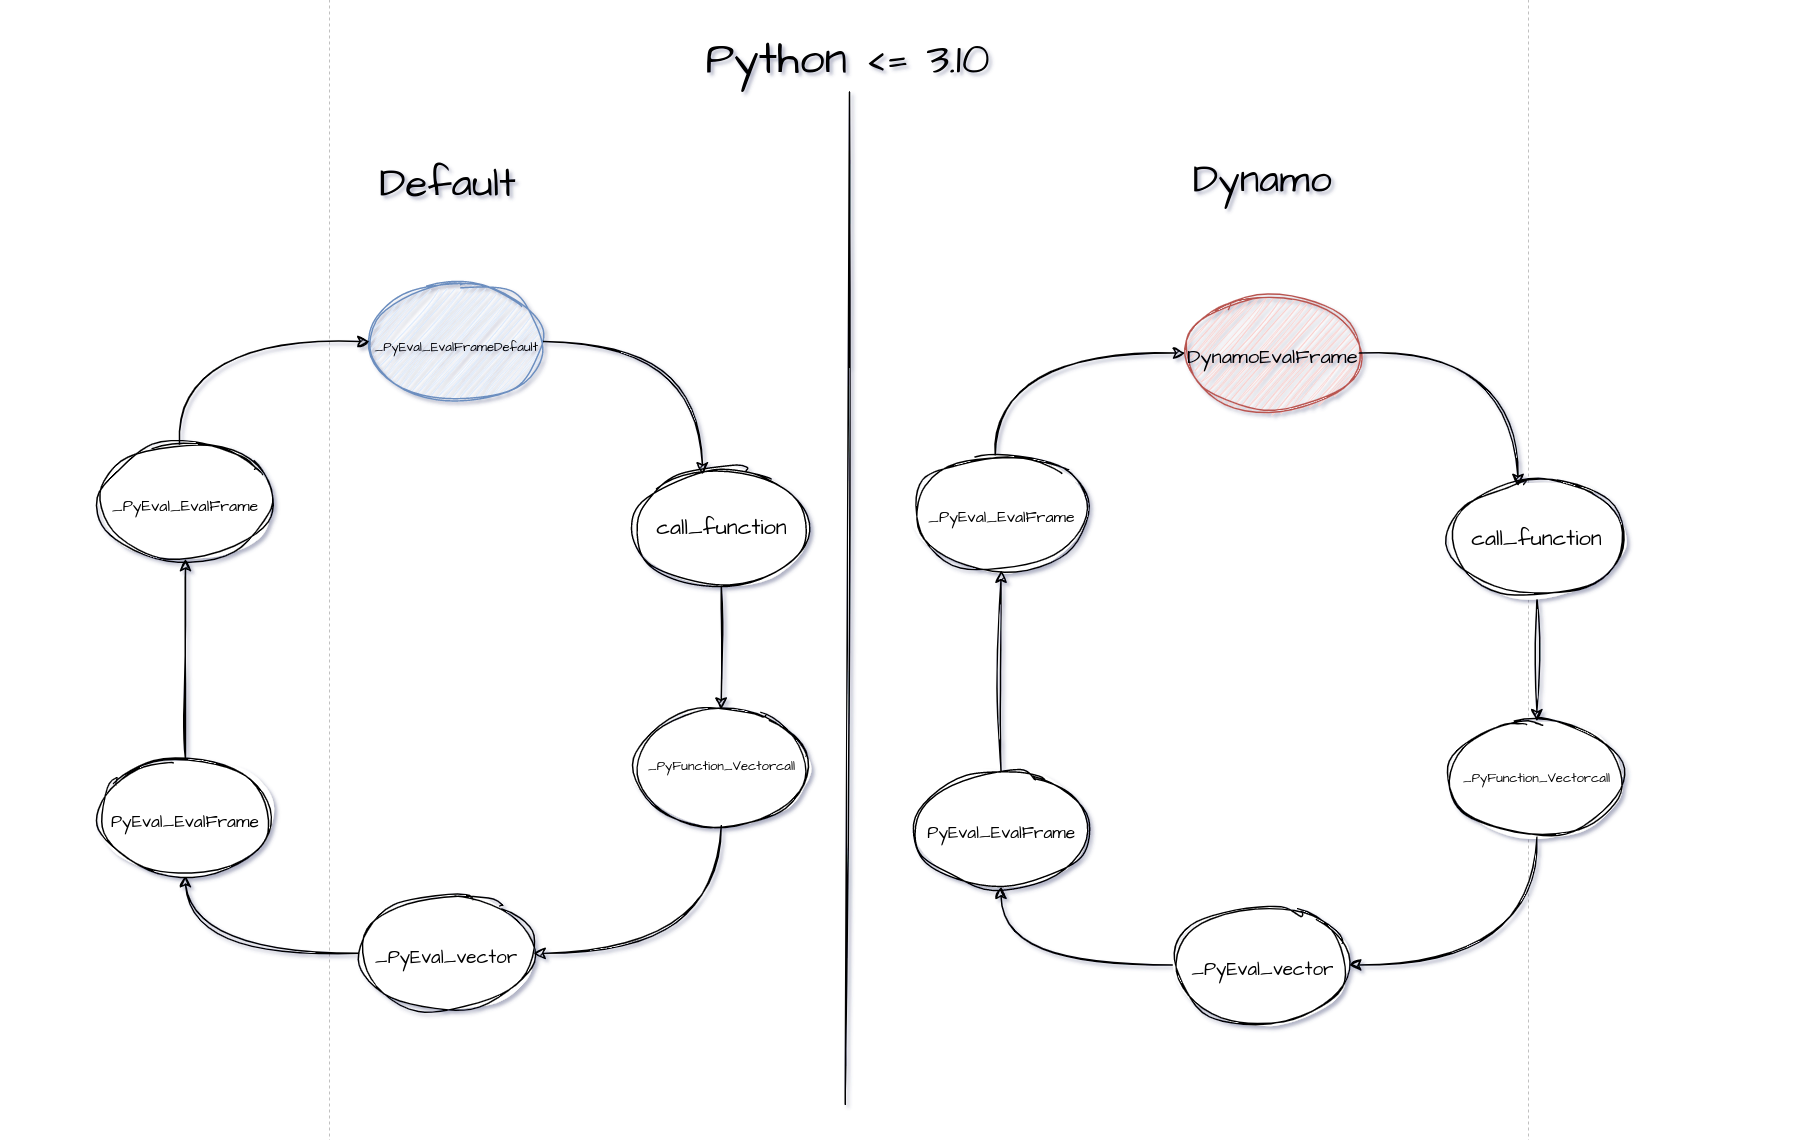 Python <= 3.10
Default
_PyEval_EvalFrameDefault
_PyEval_EvalFrame
call_function
_PyFunction_Vectorcall
PyEval_EvalFrame
_PyEval_vector
Dynamo
DynamoEvalFrame
_PyEval_EvalFrame
call_function
_PyFunction_Vectorcall
PyEval_EvalFrame
_PyEval_vector